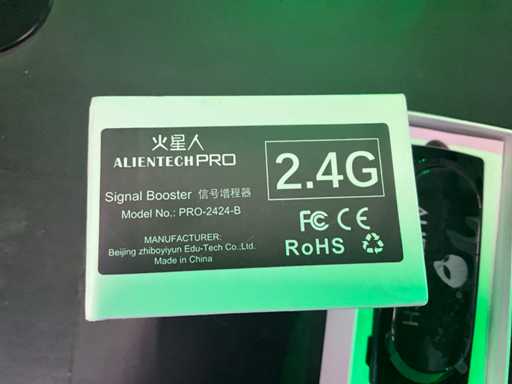 火星人
ALIENTECHPRO
2.4G
Signal Booster 信号增程器
Model No.: PRO-2424-B
FC CE
RoHS
MANUFACTURER:
Beijing zhiboyiyun Edu-Tech Co.,Ltd.
Made in China